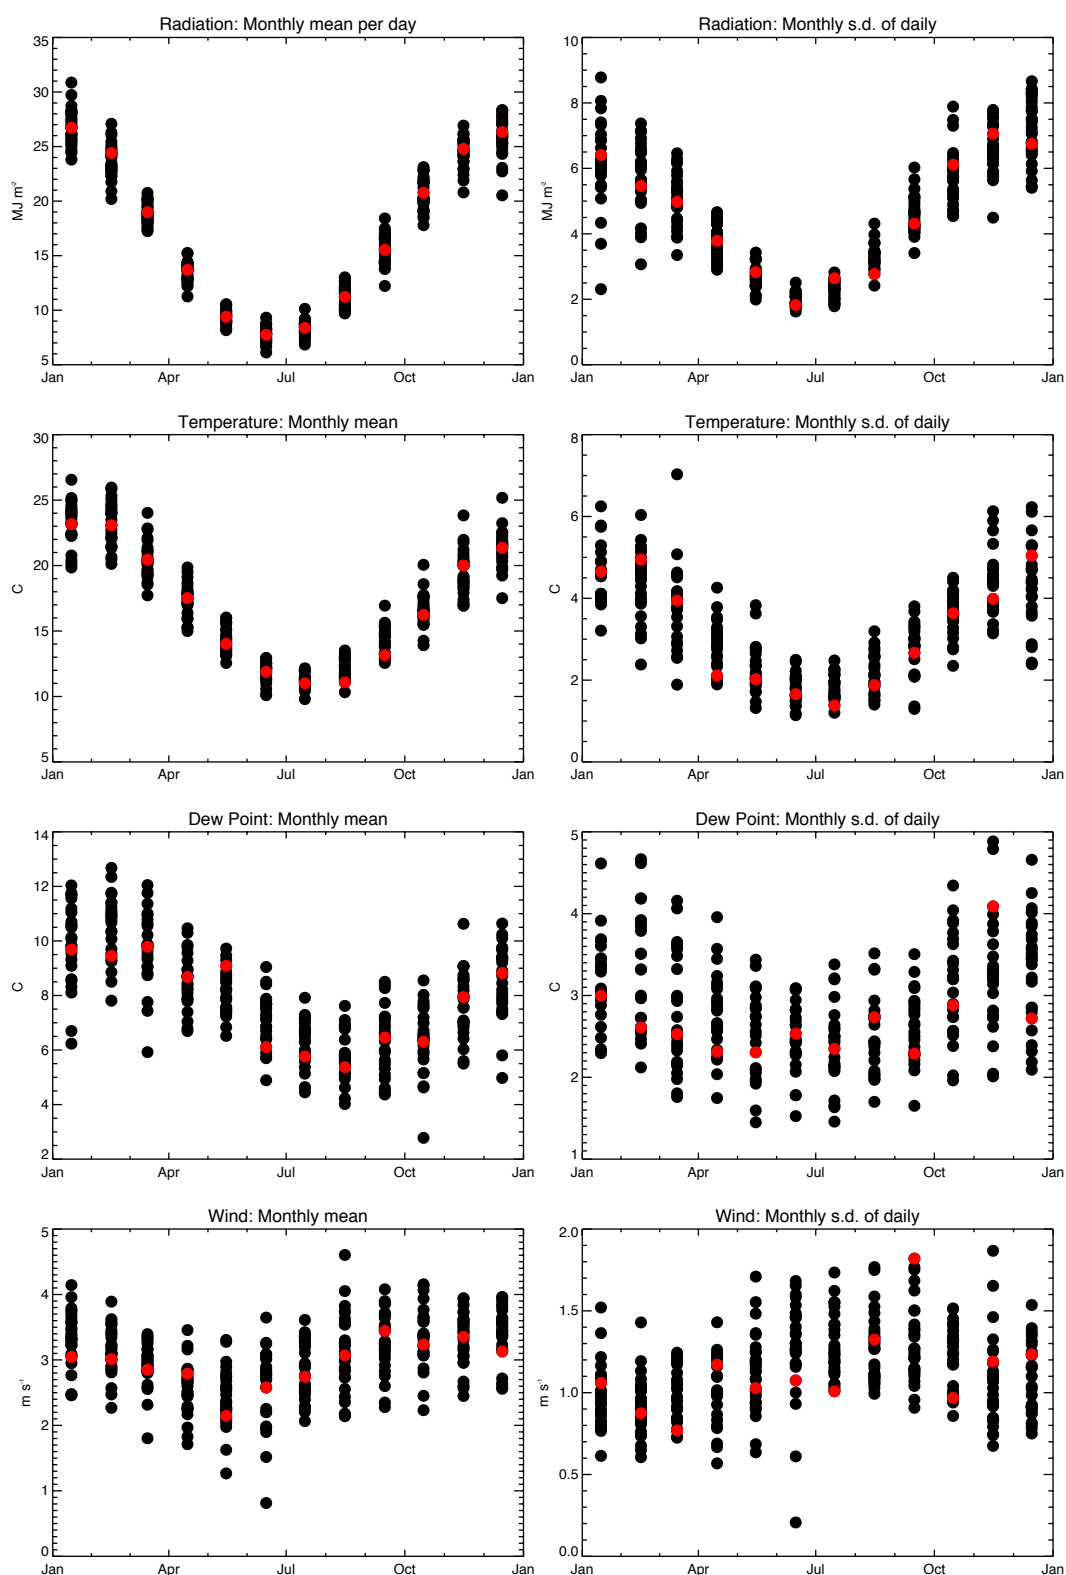 Radiation: Monthly mean per day
35
30
25
20
15
10
5
MJ m⁻²
Jan Apr Jul Oct Jan
Radiation: Monthly s.d. of daily
10
8
6
4
2
0
MJ m⁻²
Jan Apr Jul Oct Jan
Temperature: Monthly mean
30
25
20
15
10
5
C
Jan Apr Jul Oct Jan
Temperature: Monthly s.d. of daily
8
6
4
2
0
C
Jan Apr Jul Oct Jan
Dew Point: Monthly mean
14
12
10
8
6
4
2
C
Jan Apr Jul Oct Jan
Dew Point: Monthly s.d. of daily
5
4
3
2
1
C
Jan Apr Jul Oct Jan
Wind: Monthly mean
5
4
3
2
1
0
m s⁻¹
Jan Apr Jul Oct Jan
Wind: Monthly s.d. of daily
2.0
1.5
1.0
0.5
0.0
m s⁻¹
Jan Apr Jul Oct Jan